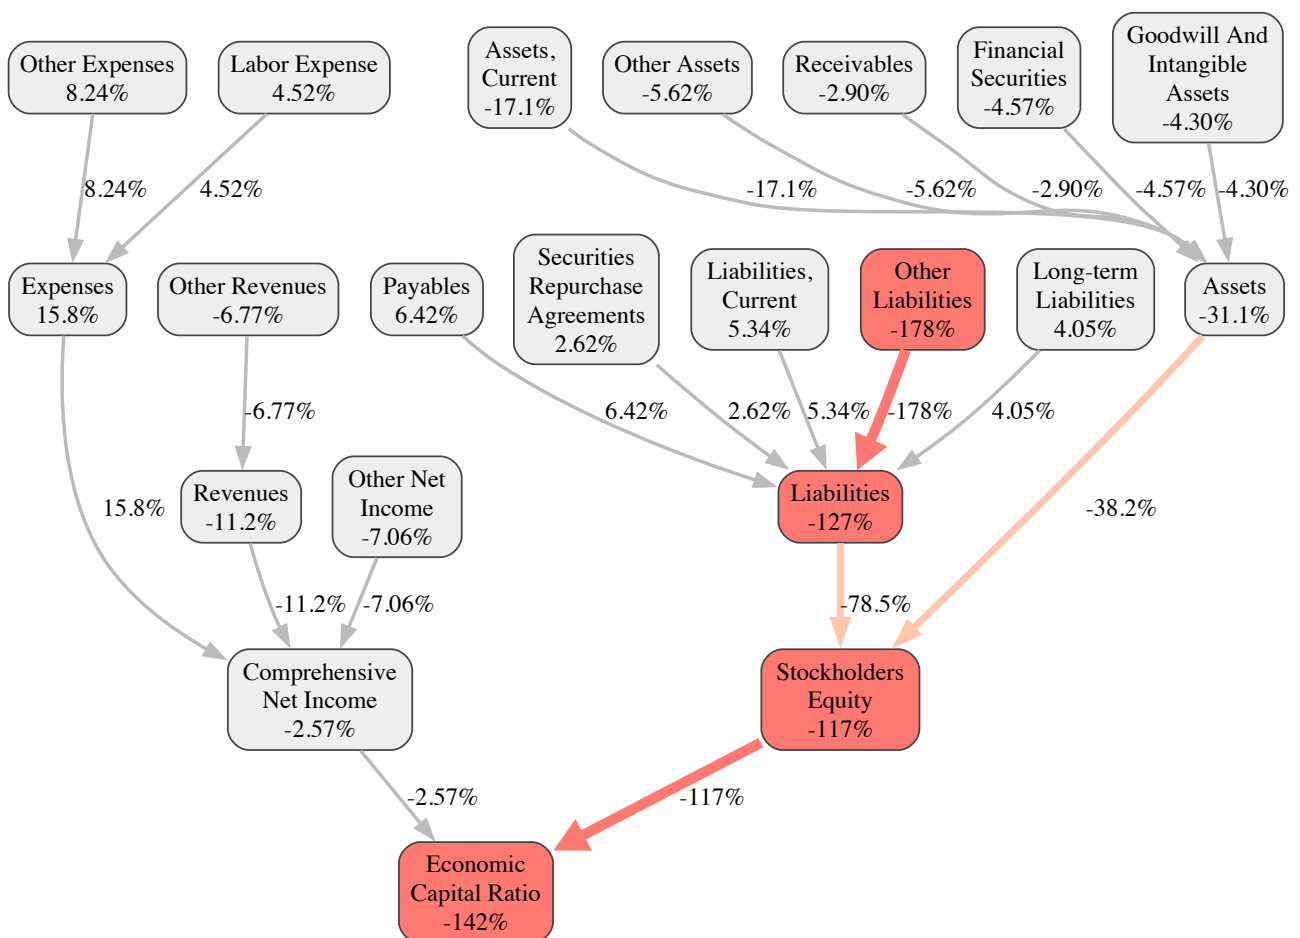 Other Expenses
8.24%
Labor Expense
4.52%
Assets,
Current
-17.1%
Other Assets
-5.62%
Receivables
-2.90%
Financial
Securities
-4.57%
Goodwill And
Intangible
Assets
-4.30%
8.24%
4.52%
-17.1%
-5.62%
-2.90%
-4.57%
-4.30%
Expenses
15.8%
Other Revenues
-6.77%
Payables
6.42%
Securities
Repurchase
Agreements
2.62%
Liabilities,
Current
5.34%
Other
Liabilities
-178%
Long-term
Liabilities
4.05%
Assets
-31.1%
-6.77%
6.42%
2.62%
5.34%
-178%
4.05%
15.8%
Revenues
-11.2%
Other Net
Income
-7.06%
Liabilities
-127%
-38.2%
-11.2%
-7.06%
-78.5%
Comprehensive
Net Income
-2.57%
Stockholders
Equity
-117%
-2.57%
-117%
Economic
Capital Ratio
-142%